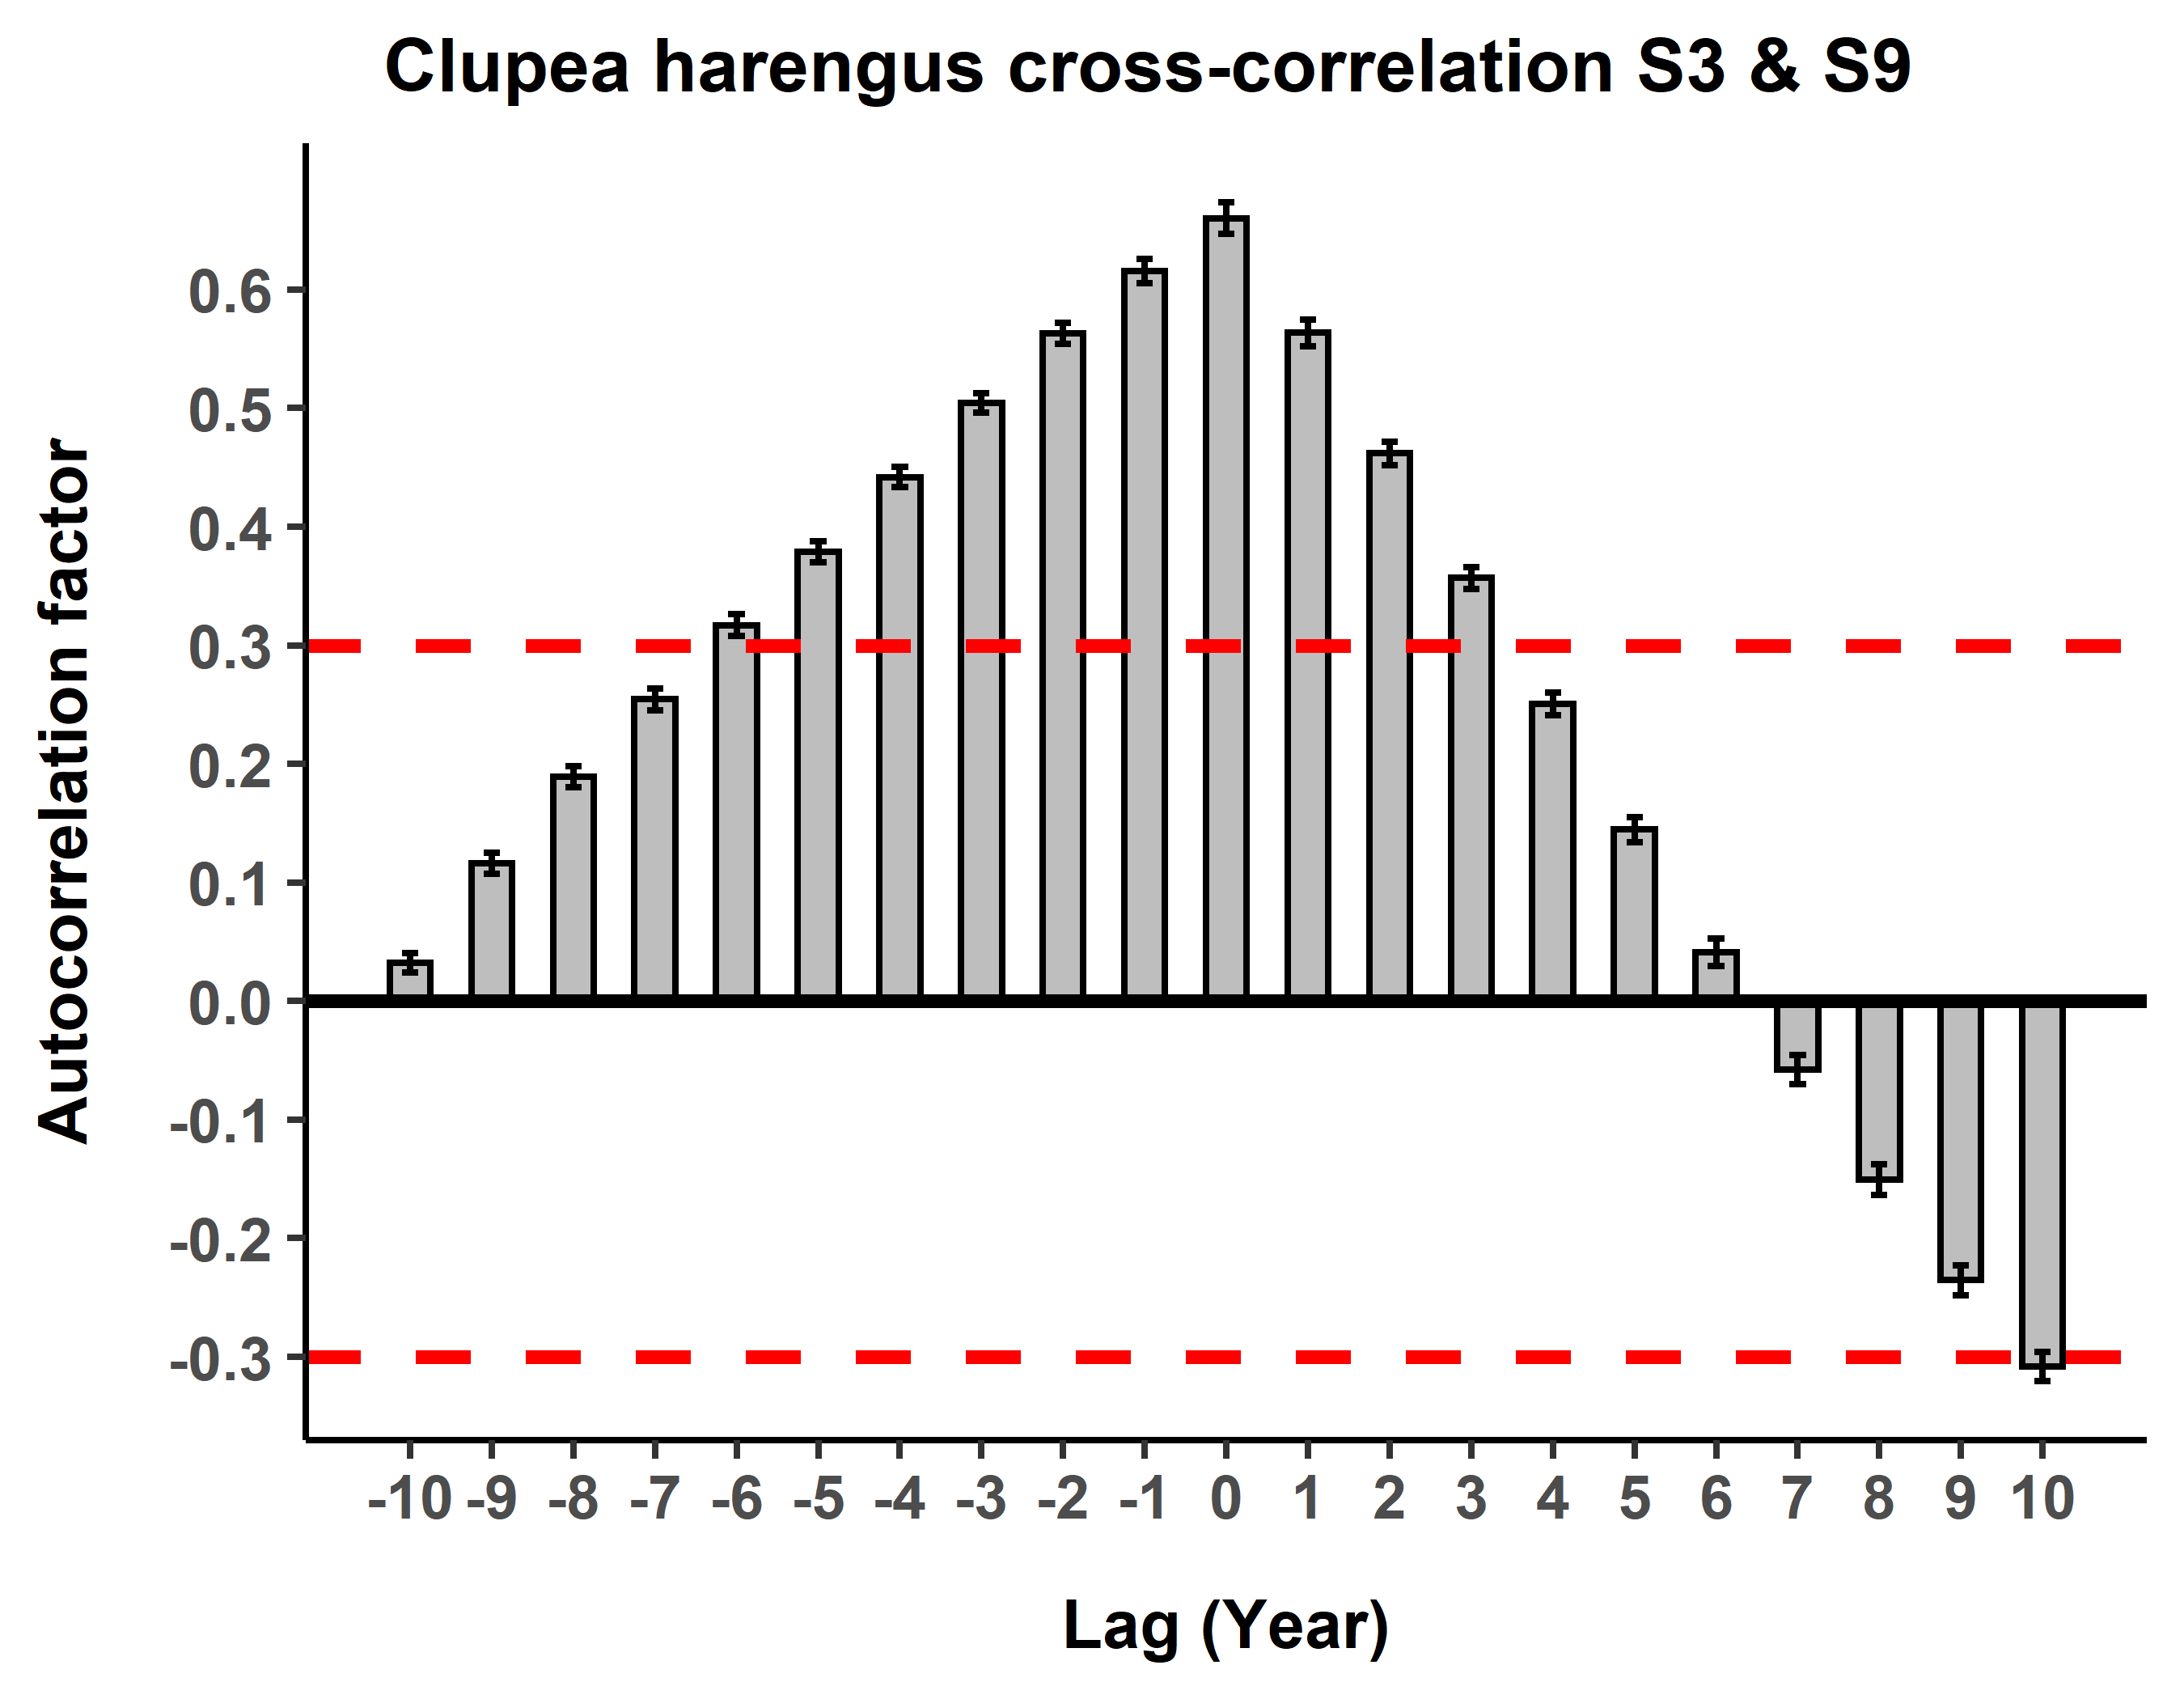 Clupea harengus cross-correlation S3 & S9
Autocorrelation factor
0.6
0.5
0.4
0.3
0.2
0.1
0.0
-0.1
-0.2
-0.3
-10 -9 -8 -7 -6 -5 -4 -3 -2 -1 0 1 2 3 4 5 6 7 8 9 10
Lag (Year)